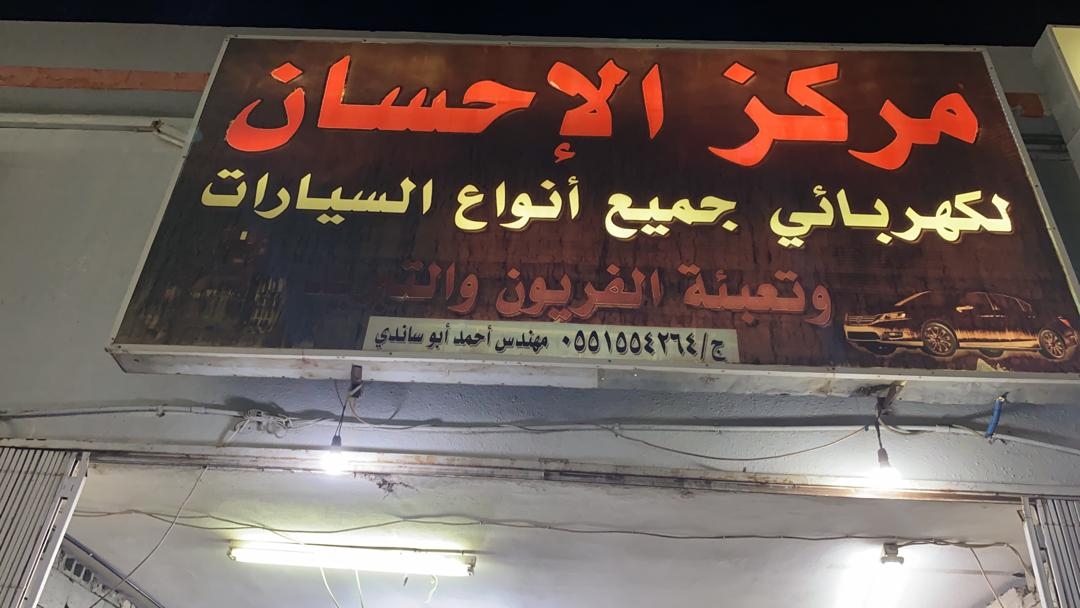 مركز الإحسان
لكهربائي جميع أنواع السيارات
وتعبئة الفريون
ج/٠٥٥١٥٥٤٢٦٤ مهندس أحمد أبو ساندي